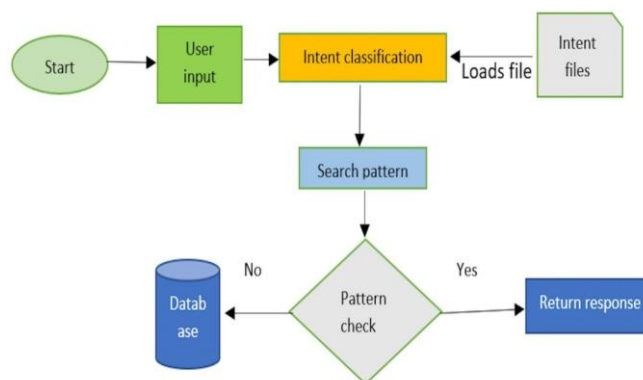 Start
User
input
Intent classification
Loads file
Intent
files
Search pattern
No
Yes
Datab
ase
Pattern
check
Return response